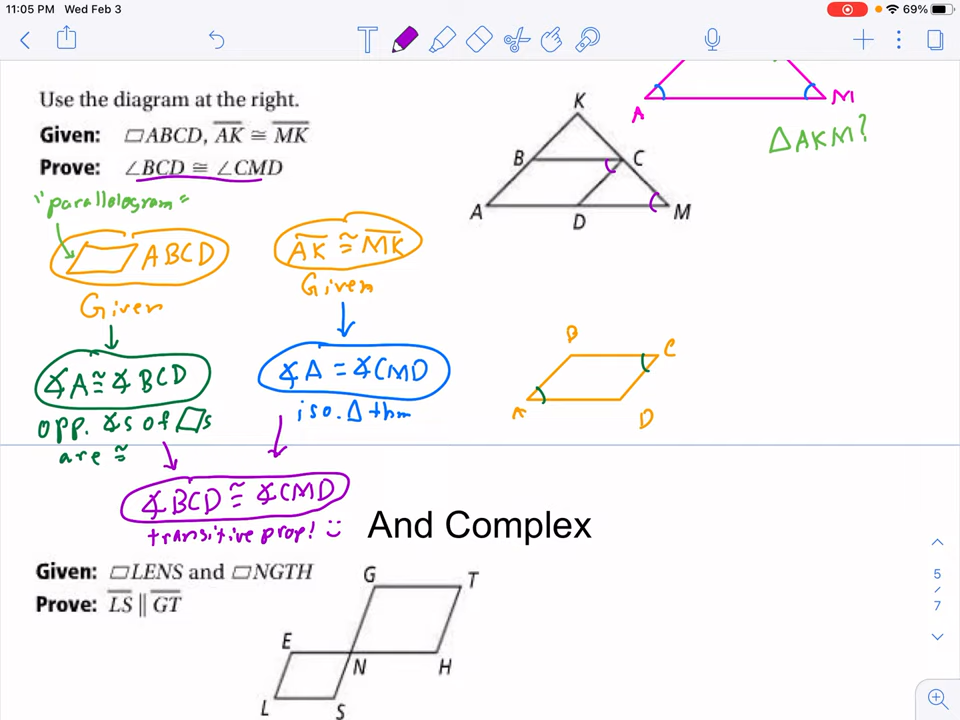 11:05 PM Wed Feb 3
69%
T
Use the diagram at the right.
Given: ▱ABCD, AK ≅ MK
Prove: ∠BCD ≅ ∠CMD
"parallologram"
▱ ABCD
Given
AK ≅ MK
Given
∡A ≅ ∡BCD
opp. ∡s of ▱s
are ≅
∡A = ∡CMD
iso. Δ thm
∡BCD ≅ ∡CMD
transitive prop! :)
K
B
C
A
D
M
A
M
ΔAKM?
B
C
A
D
And Complex
Given: ▱LENS and ▱NGTH
Prove: LS ∥ GT
G
T
E
N
H
L
S
5
/
7